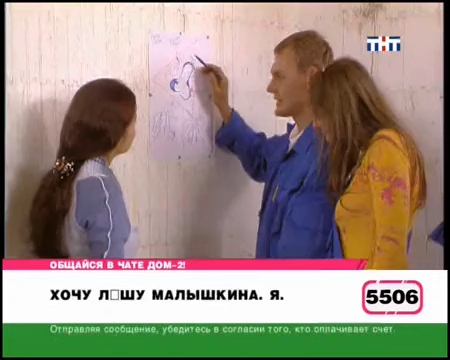 ТНТ
ОБЩАЙСЯ В ЧАТЕ ДОМ-2!
ХОЧУ Л□ШУ МАЛЫШКИНА. Я.
5506
Отправляя сообщение, убедитесь в согласии того, кто оплачивает счет.